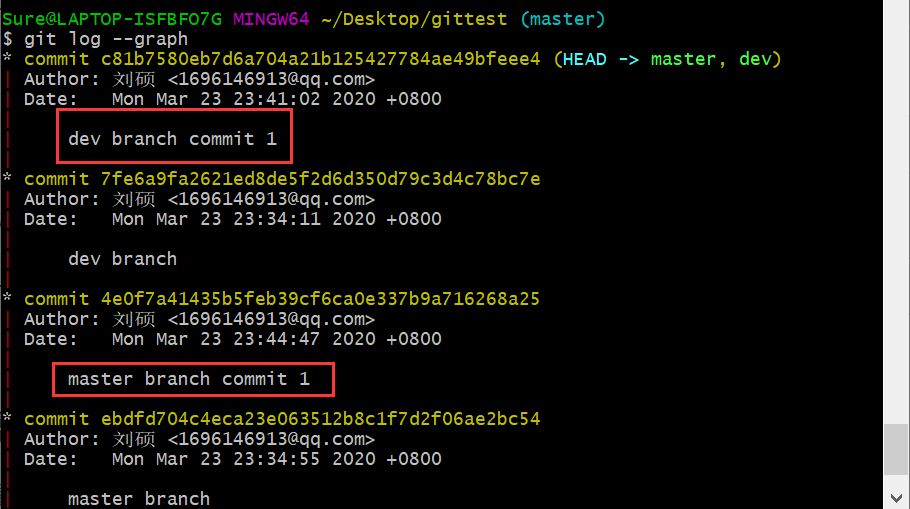 Sure@LAPTOP-ISFBFO7G MINGW64 ~/Desktop/gittest (master)
$ git log --graph
* commit c81b7580eb7d6a704a21b125427784ae49bfeee4 (HEAD -> master, dev)
| Author: 刘硕 <1696146913@qq.com>
| Date:   Mon Mar 23 23:41:02 2020 +0800
|
|     dev branch commit 1
|
* commit 7fe6a9fa2621ed8de5f2d6d350d79c3d4c78bc7e
| Author: 刘硕 <1696146913@qq.com>
| Date:   Mon Mar 23 23:34:11 2020 +0800
|
|     dev branch
|
* commit 4e0f7a41435b5feb39cf6ca0e337b9a716268a25
| Author: 刘硕 <1696146913@qq.com>
| Date:   Mon Mar 23 23:44:47 2020 +0800
|
|     master branch commit 1
|
* commit ebdfd704c4eca23e063512b8c1f7d2f06ae2bc54
| Author: 刘硕 <1696146913@qq.com>
| Date:   Mon Mar 23 23:34:55 2020 +0800
|
|     master branch